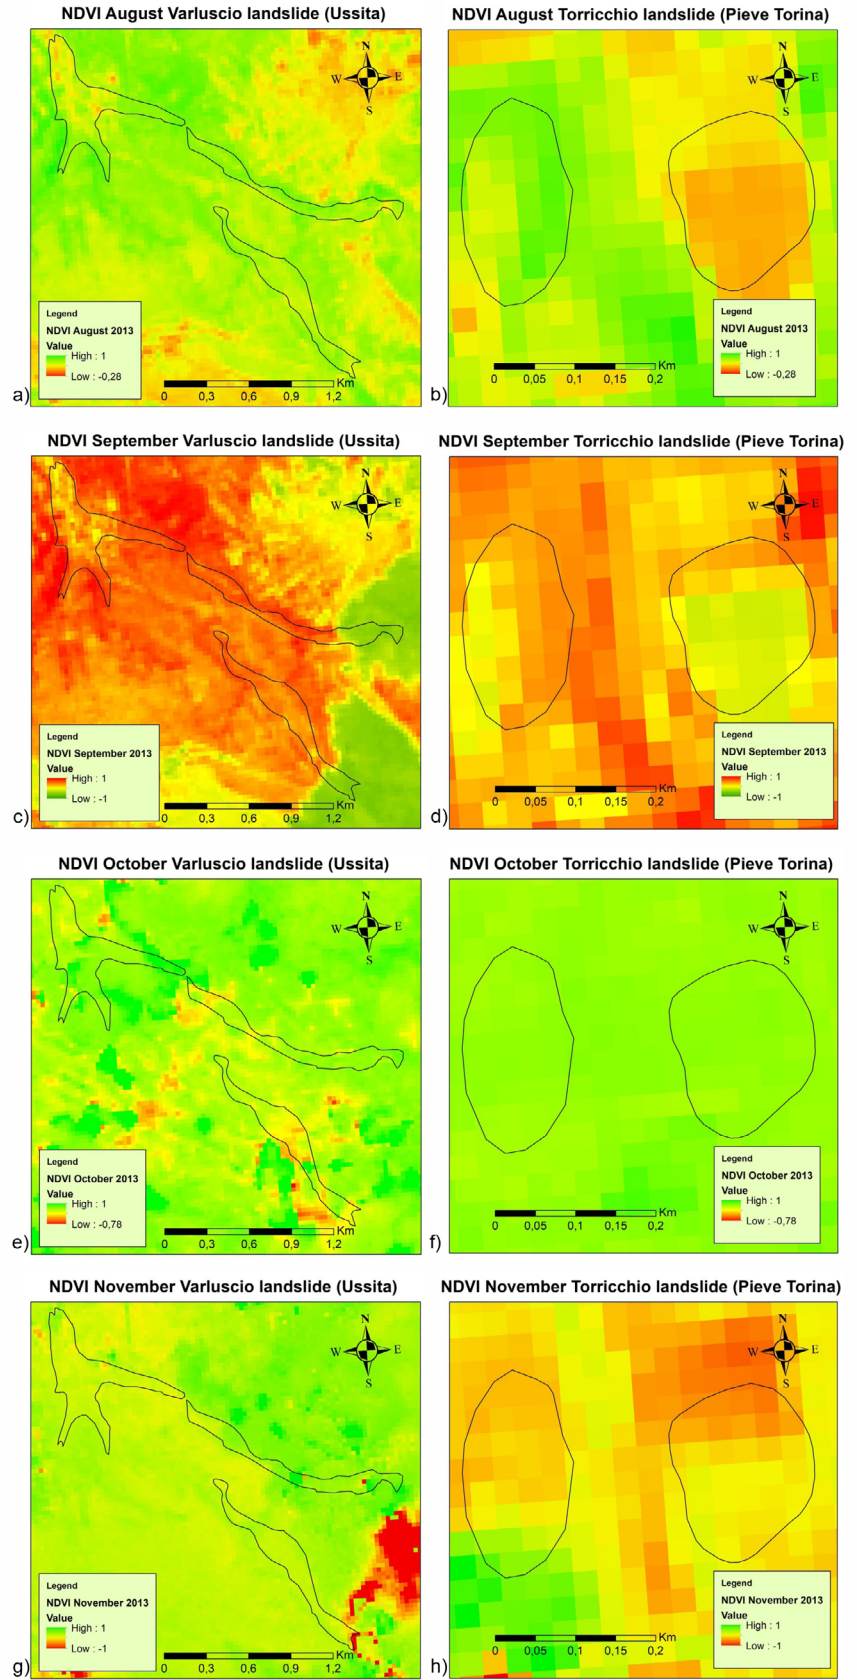 NDVI August Varluscio landslide (Ussita)
N
W
E
S
Legend
NDVI August 2013
Value
High : 1
Low : -0,28
Km
0 0,3 0,6 0,9 1,2
a)
NDVI August Torricchio landslide (Pieve Torina)
N
W
E
S
Legend
NDVI August 2013
Value
High : 1
Low : -0,28
Km
0 0,05 0,1 0,15 0,2
b)
NDVI September Varluscio landslide (Ussita)
N
W
E
S
Legend
NDVI September 2013
Value
High : 1
Low : -1
Km
0 0,3 0,6 0,9 1,2
c)
NDVI September Torricchio landslide (Pieve Torina)
N
W
E
S
Legend
NDVI September 2013
Value
High : 1
Low : -1
Km
0 0,05 0,1 0,15 0,2
d)
NDVI October Varluscio landslide (Ussita)
N
W
E
S
Legend
NDVI October 2013
Value
High : 1
Low : -0,78
Km
0 0,3 0,6 0,9 1,2
e)
NDVI October Torricchio landslide (Pieve Torina)
N
W
E
S
Legend
NDVI October 2013
Value
High : 1
Low : -0,78
Km
0 0,05 0,1 0,15 0,2
f)
NDVI November Varluscio landslide (Ussita)
N
W
E
S
Legend
NDVI November 2013
Value
High : 1
Low : -1
Km
0 0,3 0,6 0,9 1,2
g)
NDVI November Torricchio landslide (Pieve Torina)
N
W
E
S
Legend
NDVI November 2013
Value
High : 1
Low : -1
Km
0 0,05 0,1 0,15 0,2
h)